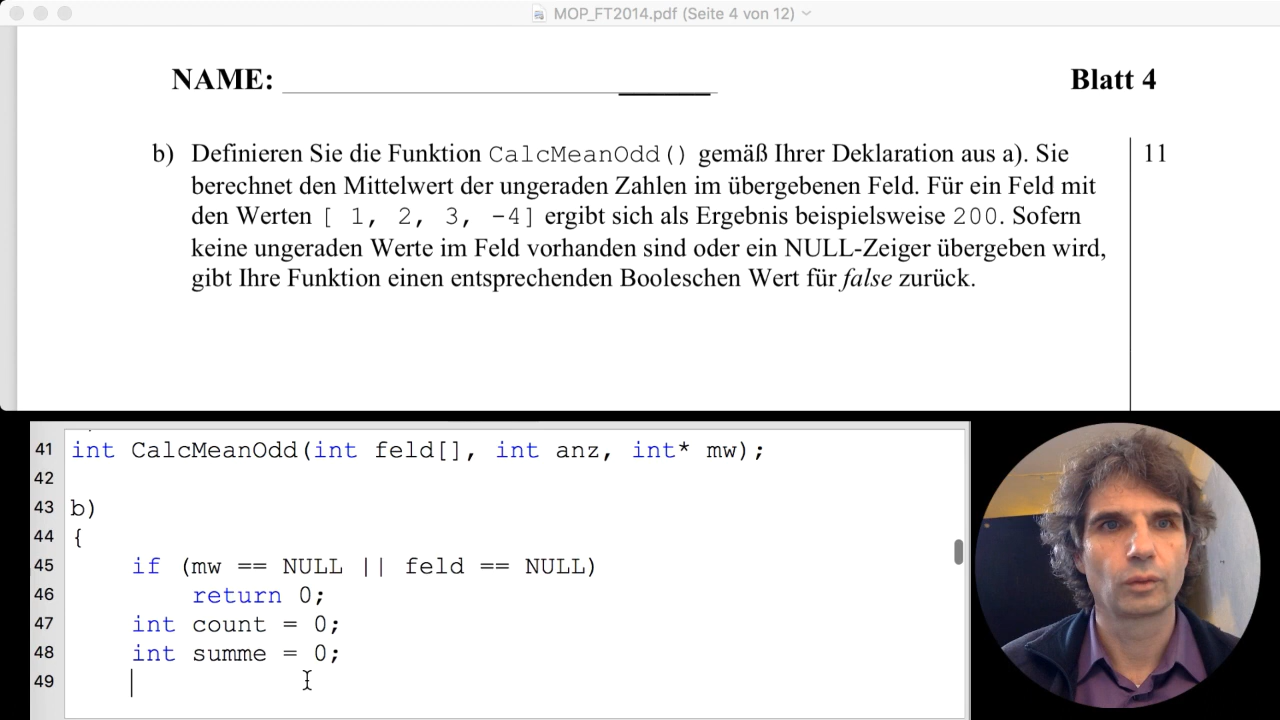 MOP_FT2014.pdf (Seite 4 von 12)
NAME:
Blatt 4
b) Definieren Sie die Funktion CalcMeanOdd() gemäß Ihrer Deklaration aus a). Sie
11
berechnet den Mittelwert der ungeraden Zahlen im übergebenen Feld. Für ein Feld mit
den Werten [ 1, 2, 3, -4] ergibt sich als Ergebnis beispielsweise 200. Sofern
keine ungeraden Werte im Feld vorhanden sind oder ein NULL-Zeiger übergeben wird,
gibt Ihre Funktion einen entsprechenden Booleschen Wert für false zurück.
41 int CalcMeanOdd(int feld[], int anz, int* mw);
42
43 b)
44 {
45 if (mw == NULL || feld == NULL)
46 return 0;
47 int count = 0;
48 int summe = 0;
49